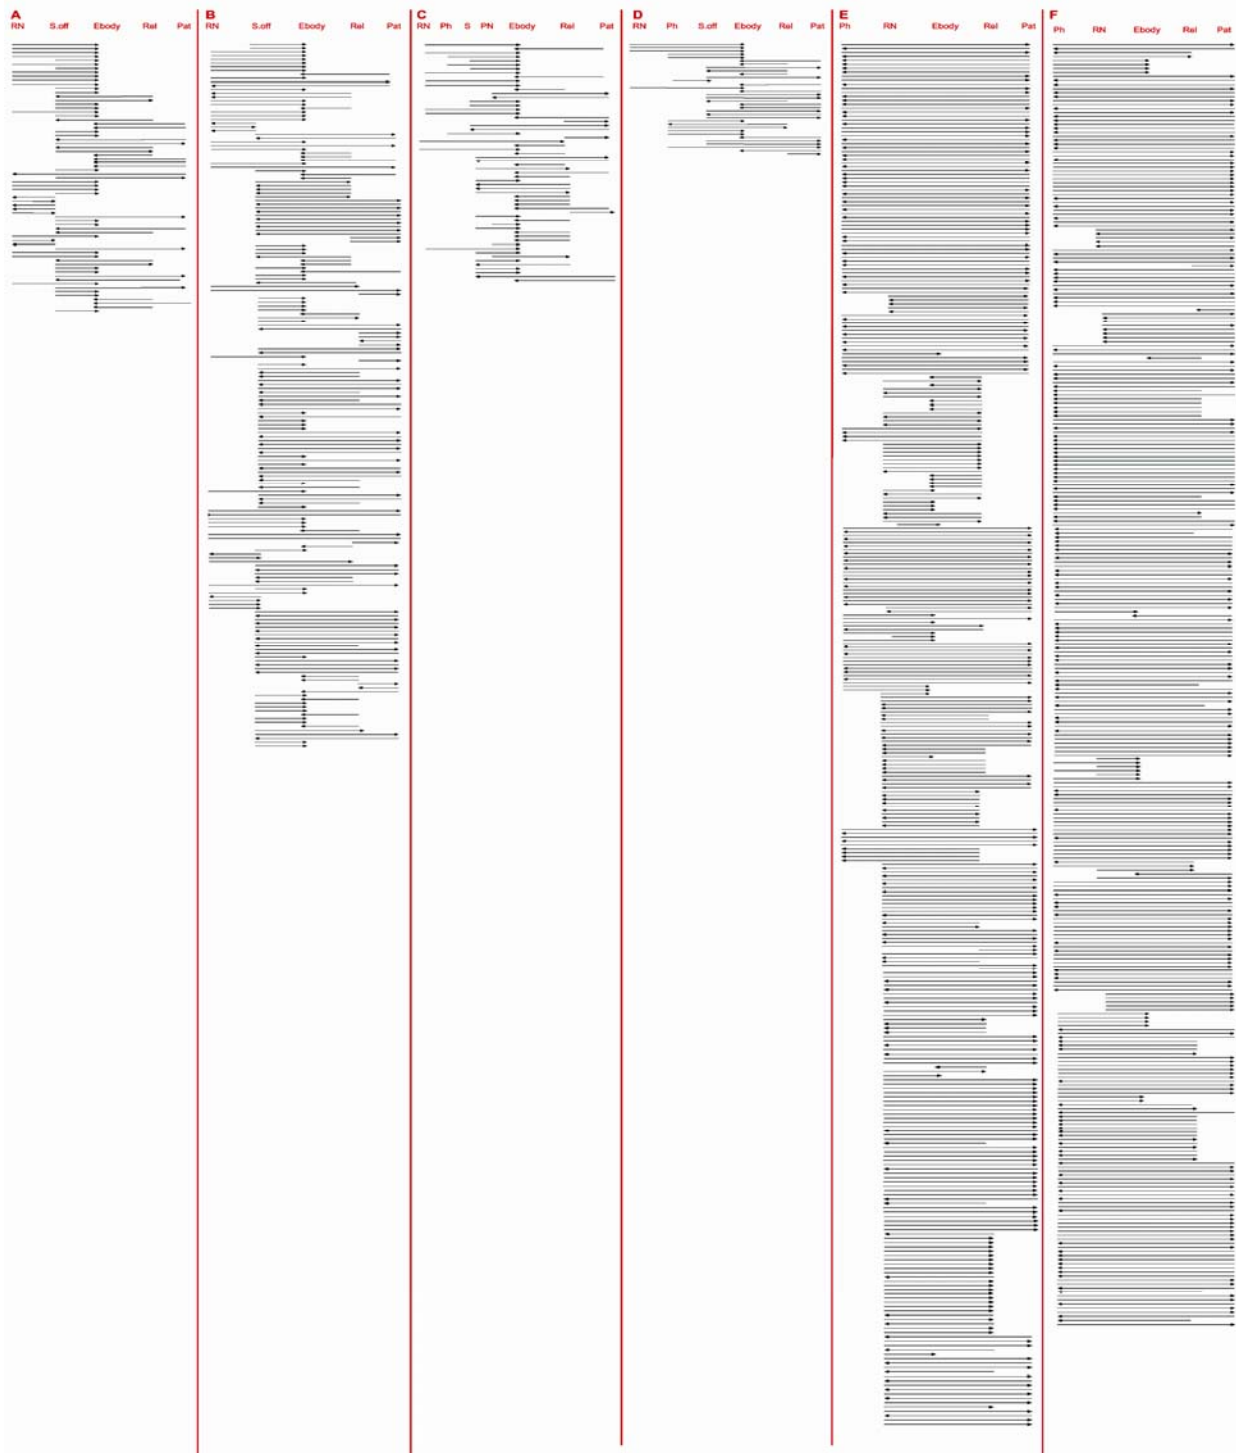 A
RN S.off Ebody Rel Pat
B
RN S.off Ebody Rel Pat
C
RN Ph S PN Ebody Rel Pat
D
RN Ph S.off Ebody Rel Pat
E
Ph RN Ebody Rel Pat
F
Ph RN Ebody Rel Pat